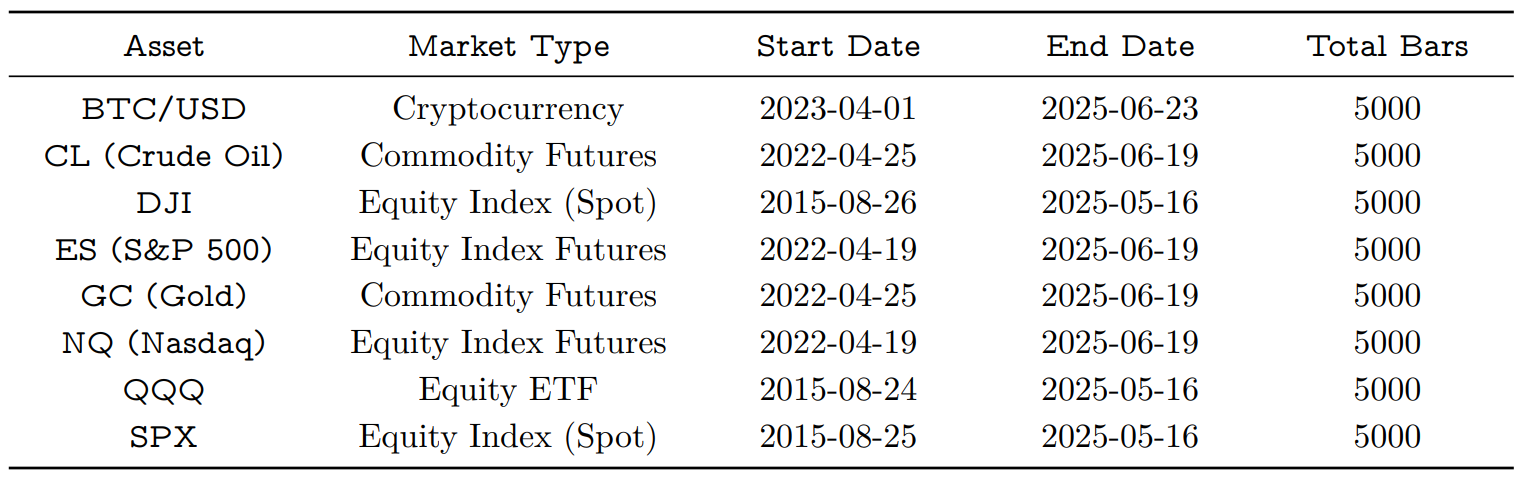 Asset Market Type Start Date End Date Total Bars
BTC/USD Cryptocurrency 2023-04-01 2025-06-23 5000
CL (Crude Oil) Commodity Futures 2022-04-25 2025-06-19 5000
DJI Equity Index (Spot) 2015-08-26 2025-05-16 5000
ES (S&P 500) Equity Index Futures 2022-04-19 2025-06-19 5000
GC (Gold) Commodity Futures 2022-04-25 2025-06-19 5000
NQ (Nasdaq) Equity Index Futures 2022-04-19 2025-06-19 5000
QQQ Equity ETF 2015-08-24 2025-05-16 5000
SPX Equity Index (Spot) 2015-08-25 2025-05-16 5000